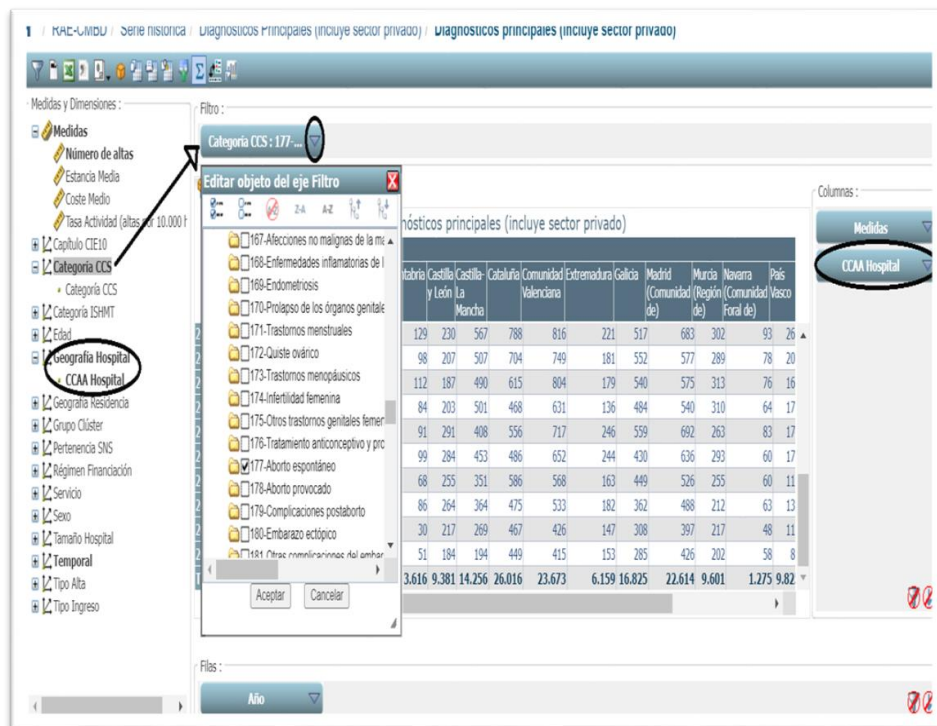 / RAE-CMBD / Serie histórica / Diagnósticos Principales (incluye sector privado) / Diagnósticos principales (incluye sector privado)
Medidas y Dimensiones :
Medidas
Número de altas
Estancia Media
Coste Medio
Tasa Actividad (altas por 10.000 h
Capítulo CIE10
Categoría CCS
Categoría CCS
Categoría ISHMT
Edad
Geografía Hospital
CCAA Hospital
Geografía Residencia
Grupo Clúster
Pertenencia SNS
Régimen Financiación
Servicio
Sexo
Tamaño Hospital
Temporal
Tipo Alta
Tipo Ingreso
Filtro :
Categoría CCS : 177-...
Editar objeto del eje Filtro
Z-A A-Z
167-Afecciones no malignas de la ma
168-Enfermedades inflamatorias de l
169-Endometriosis
170-Prolapso de los órganos genitale
171-Trastornos menstruales
172-Quiste ovárico
173-Trastornos menopáusicos
174-Infertilidad femenina
175-Otros trastornos genitales femer
176-Tratamiento anticonceptivo y pro
177-Aborto espontáneo
178-Aborto provocado
179-Complicaciones postaborto
180-Embarazo ectópico
181-Otras complicaciones del embar
Aceptar Cancelar
nósticos principales (incluye sector privado)
ntabria Castilla Castilla- Cataluña Comunidad Extremadura Galicia Madrid Murcia Navarra País
y León La Valenciana (Comunidad (Región (Comunidad Vasco
Mancha de) de) Foral de)
129 230 567 788 816 221 517 683 302 93 26
98 207 507 704 749 181 552 577 289 78 20
112 187 490 615 804 179 540 575 313 76 16
84 203 501 468 631 136 484 540 310 64 17
91 291 408 556 717 246 559 692 263 83 17
99 284 453 486 652 244 430 636 293 60 17
68 255 351 586 568 163 449 526 255 60 11
86 264 364 475 533 182 362 488 212 63 13
30 217 269 467 426 147 308 397 217 48 11
51 184 194 449 415 153 285 426 202 58 8
3.616 9.381 14.256 26.016 23.673 6.159 16.825 22.614 9.601 1.275 9.82
Columnas :
Medidas
CCAA Hospital
Filas :
Año